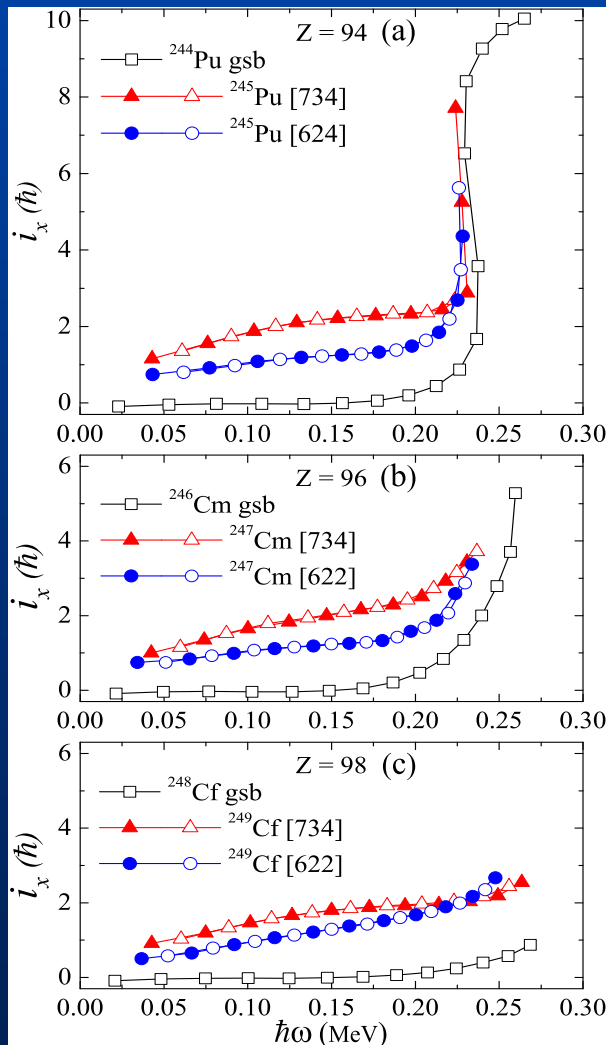 Z = 94 (a)
²⁴⁴Pu gsb
²⁴⁵Pu [734]
²⁴⁵Pu [624]
iₓ (ħ)
10
8
6
4
2
0
0.00 0.05 0.10 0.15 0.20 0.25 0.30
Z = 96 (b)
²⁴⁶Cm gsb
²⁴⁷Cm [734]
²⁴⁷Cm [622]
iₓ (ħ)
6
4
2
0
0.00 0.05 0.10 0.15 0.20 0.25 0.30
Z = 98 (c)
²⁴⁸Cf gsb
²⁴⁹Cf [734]
²⁴⁹Cf [622]
iₓ (ħ)
6
4
2
0
0.00 0.05 0.10 0.15 0.20 0.25 0.30
ħω (MeV)